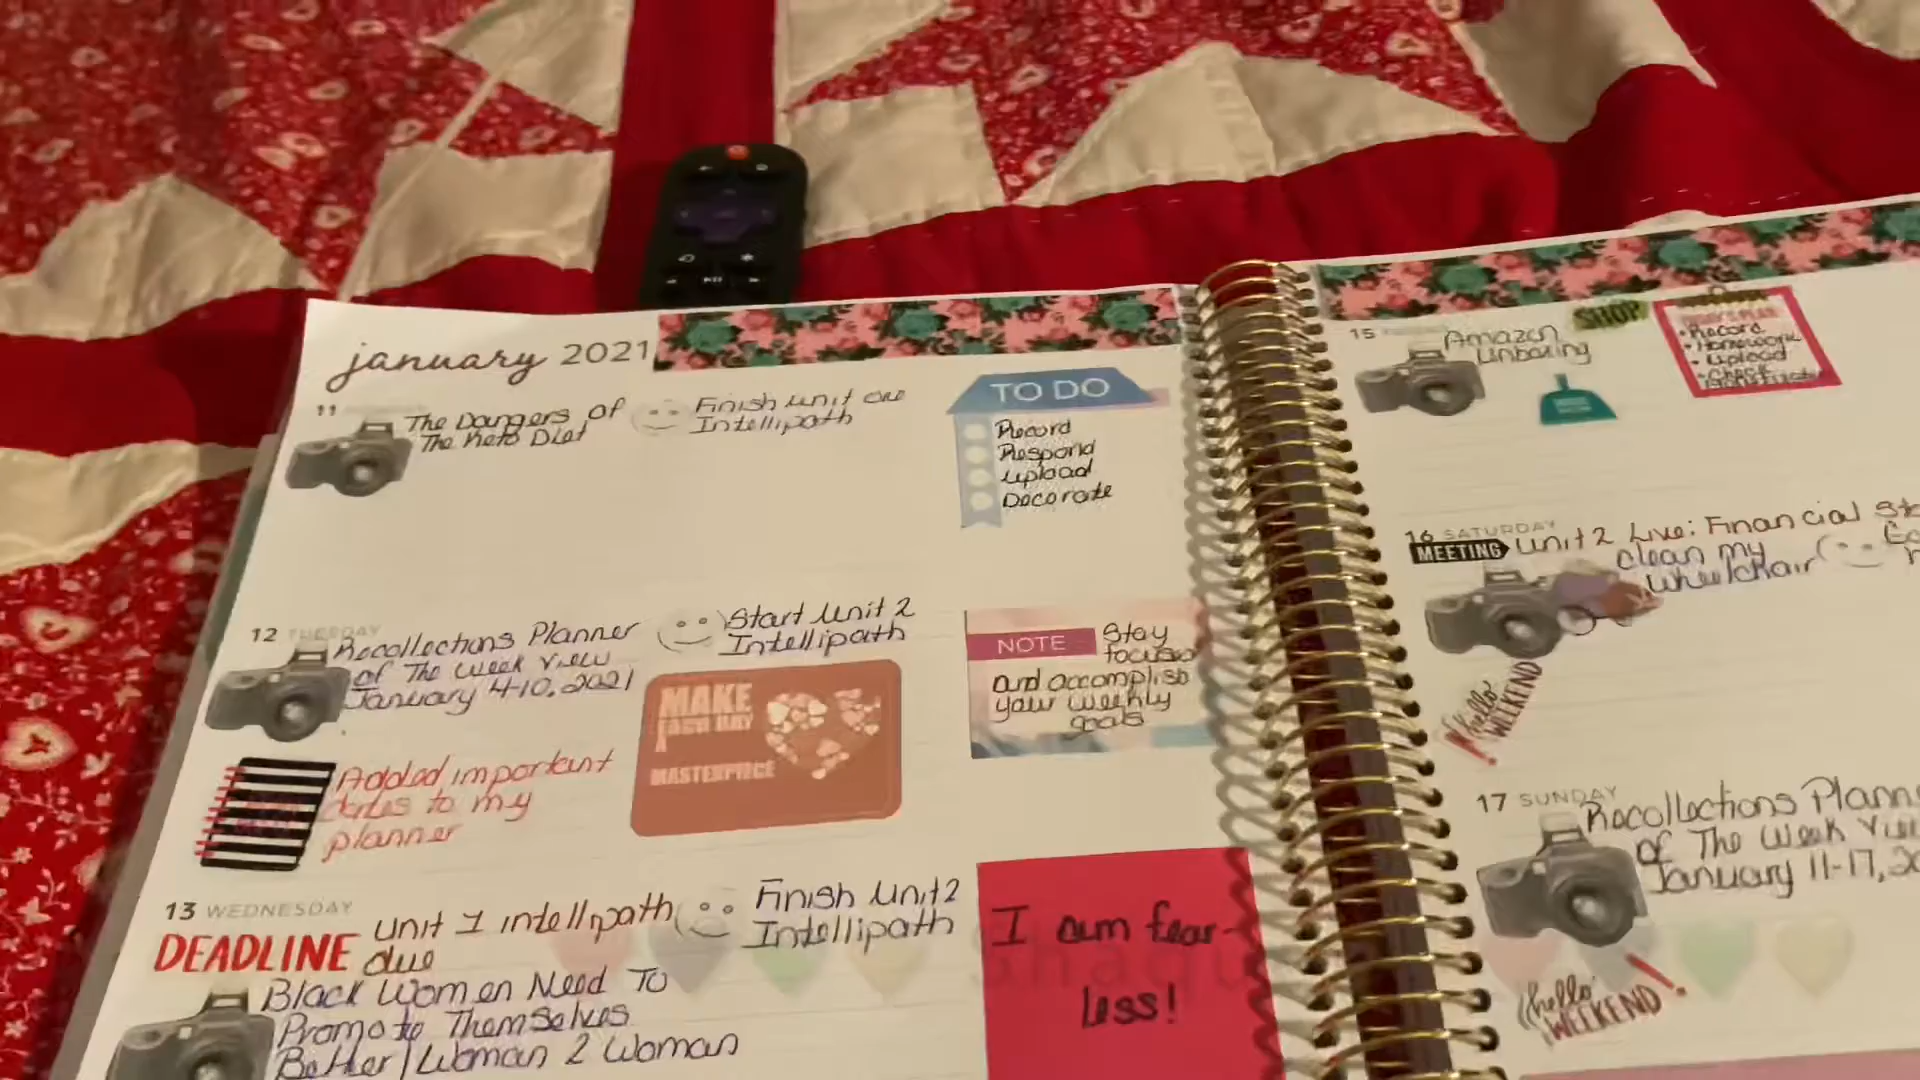 january 2021
11
The Dangers of
The Keto Diet
Finish unit one
Intellipath
TO DO
Record
Respond
Upload
Decorate
12 TUESDAY
Recollections Planner
of The Week View
January 4-10, 2021
Start Unit 2
Intellipath
MAKE
EACH DAY
A
MASTERPIECE
NOTE
Stay
focused
and accomplish
your weekly
goals
Added important
dates to my
planner
13 WEDNESDAY
DEADLINE
Unit 1 intellipath
due
Finish Unit 2
Intellipath
I am fear-
less!
Black Women Need To
Promote Themselves
Better/Woman 2 Woman
15
Amazon
Unboxing
SHOP
• Record
• Homework
• Upload
• Check
16 SATURDAY
MEETING
Unit 2 Live: Financial
clean my
wheelchair
hello
WEEKEND
17 SUNDAY
Recollections
of The Week
January 11-17,
hello
WEEKEND!